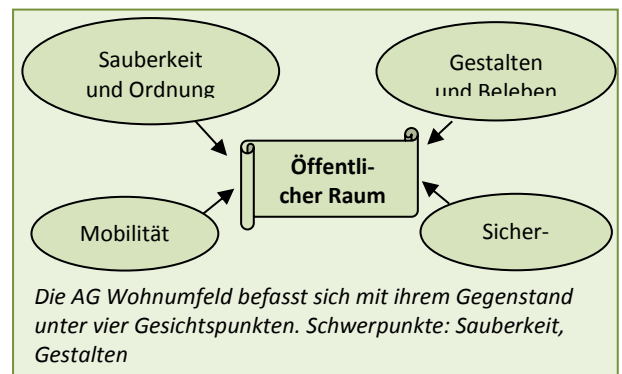 Sauberkeit
und Ordnung
Gestalten
und Beleben
Öffentli-
cher Raum
Mobilität
Sicher-
Die AG Wohnumfeld befasst sich mit ihrem Gegenstand
unter vier Gesichtspunkten. Schwerpunkte: Sauberkeit,
Gestalten